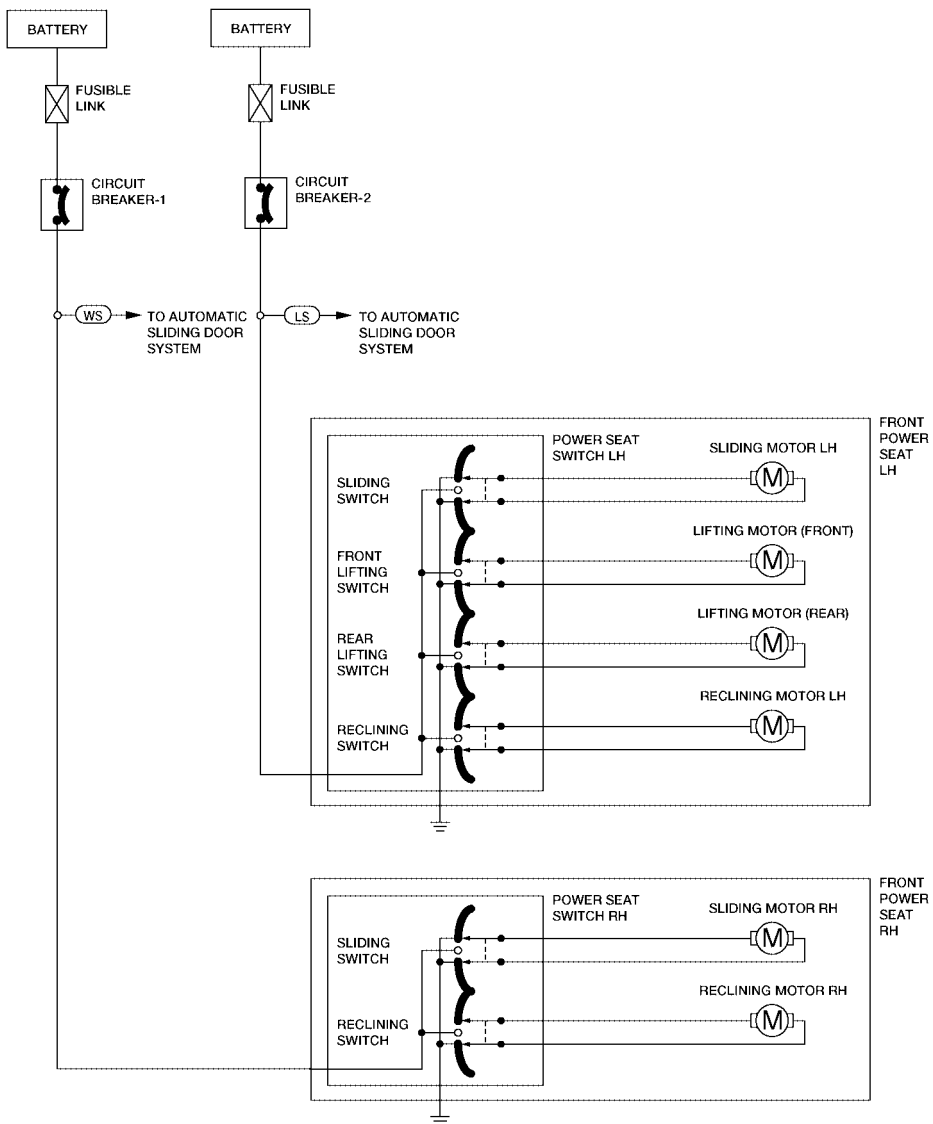 BATTERY
BATTERY
FUSIBLE
LINK
FUSIBLE
LINK
CIRCUIT
BREAKER-1
CIRCUIT
BREAKER-2
WS
TO AUTOMATIC
SLIDING DOOR
SYSTEM
LS
TO AUTOMATIC
SLIDING DOOR
SYSTEM
FRONT
POWER
SEAT
LH
POWER SEAT
SWITCH LH
SLIDING MOTOR LH
M
SLIDING
SWITCH
LIFTING MOTOR (FRONT)
M
FRONT
LIFTING
SWITCH
LIFTING MOTOR (REAR)
M
REAR
LIFTING
SWITCH
RECLINING MOTOR LH
M
RECLINING
SWITCH
FRONT
POWER
SEAT
RH
POWER SEAT
SWITCH RH
SLIDING MOTOR RH
M
SLIDING
SWITCH
RECLINING MOTOR RH
M
RECLINING
SWITCH